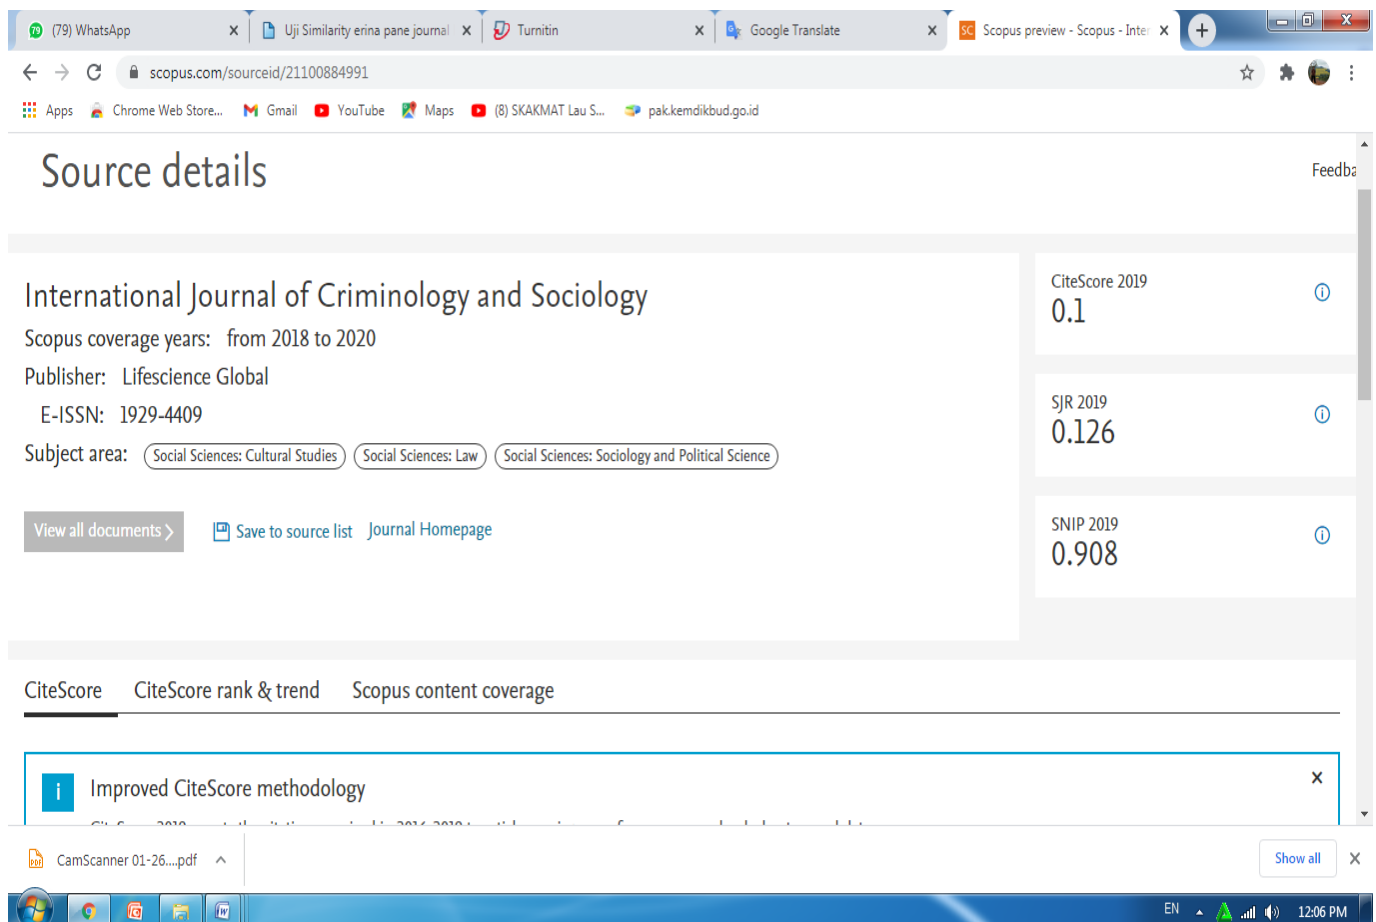 (79) WhatsApp
Uji Similarity erina pane journal
Turnitin
Google Translate
Scopus preview - Scopus - Inter
scopus.com/sourceid/21100884991
Apps Chrome Web Store... Gmail YouTube Maps (8) SKAKMAT Lau S... pak.kemdikbud.go.id
Source details
Feedba
International Journal of Criminology and Sociology
Scopus coverage years: from 2018 to 2020
Publisher: Lifescience Global
E-ISSN: 1929-4409
Subject area: Social Sciences: Cultural Studies Social Sciences: Law Social Sciences: Sociology and Political Science
View all documents >
Save to source list Journal Homepage
CiteScore 2019
0.1
SJR 2019
0.126
SNIP 2019
0.908
CiteScore CiteScore rank & trend Scopus content coverage
i Improved CiteScore methodology
CamScanner 01-26....pdf
Show all
EN 12:06 PM